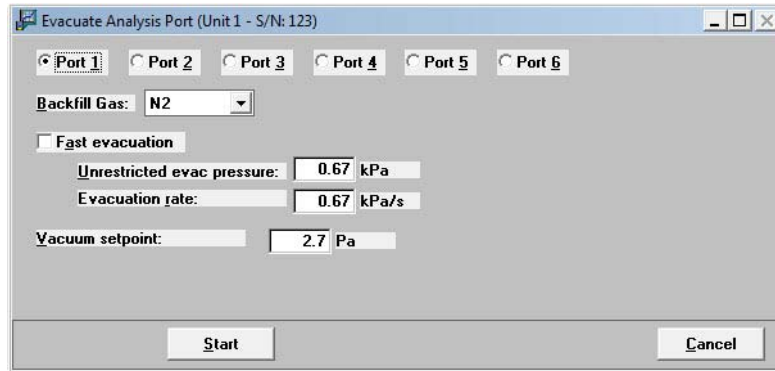 Evacuate Analysis Port (Unit 1 - S/N: 123)
Port 1 Port 2 Port 3 Port 4 Port 5 Port 6
Backfill Gas: N2
Fast evacuation
Unrestricted evac pressure: 0.67 kPa
Evacuation rate: 0.67 kPa/s
Vacuum setpoint: 2.7 Pa
Start Cancel